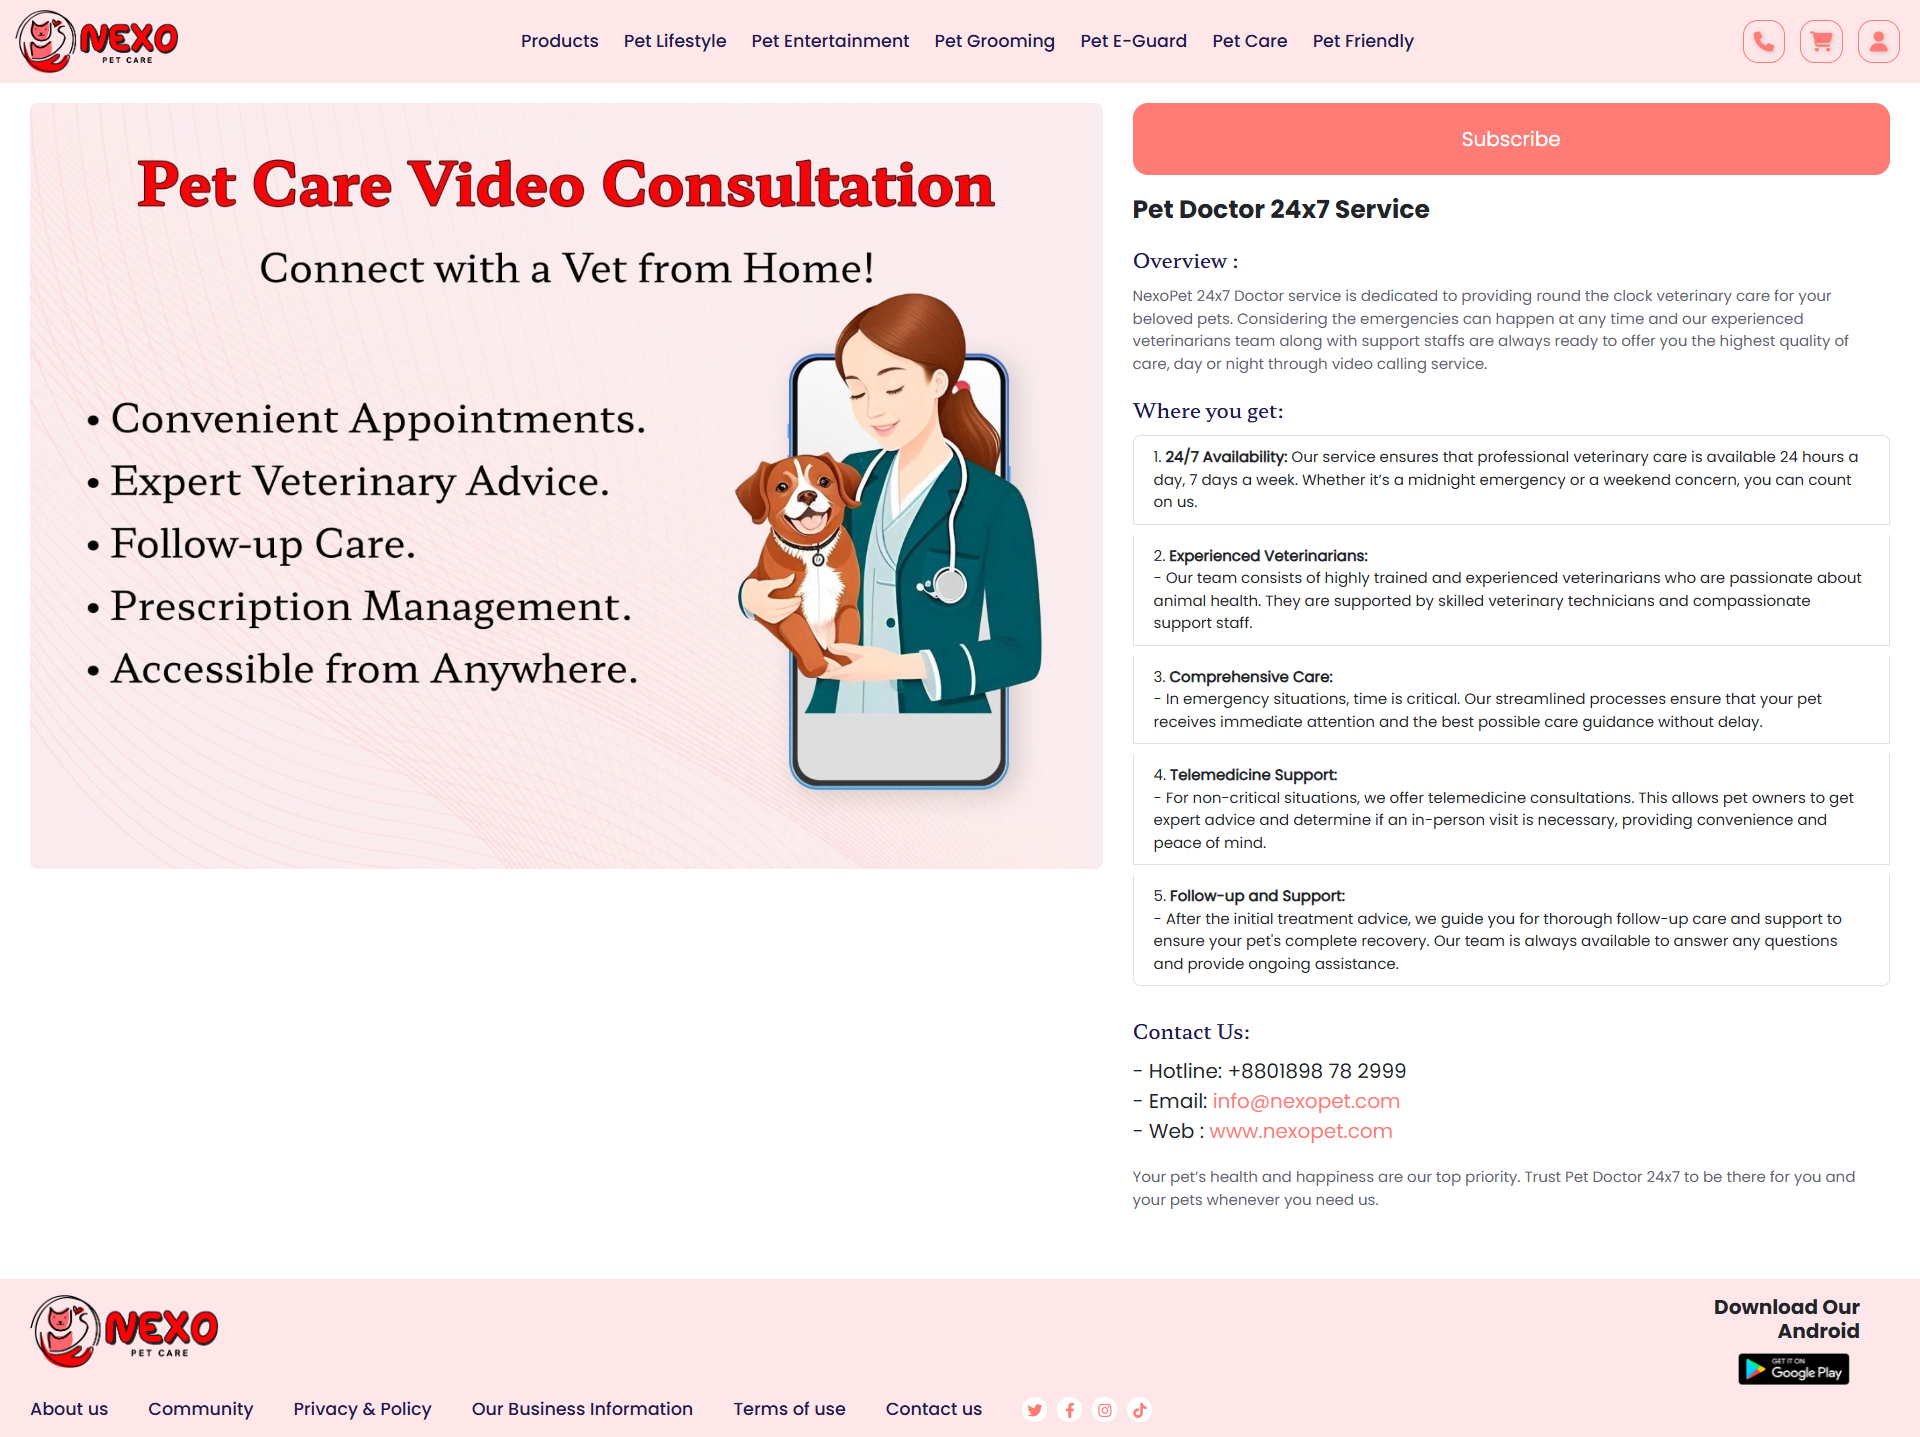 NEXO
PET CARE
Products Pet Lifestyle Pet Entertainment Pet Grooming Pet E-Guard Pet Care Pet Friendly
Pet Care Video Consultation
Connect with a Vet from Home!
• Convenient Appointments.
• Expert Veterinary Advice.
• Follow-up Care.
• Prescription Management.
• Accessible from Anywhere.
Subscribe
Pet Doctor 24x7 Service
Overview :
NexoPet 24x7 Doctor service is dedicated to providing round the clock veterinary care for your
beloved pets. Considering the emergencies can happen at any time and our experienced
veterinarians team along with support staffs are always ready to offer you the highest quality of
care, day or night through video calling service.
Where you get:
1. 24/7 Availability: Our service ensures that professional veterinary care is available 24 hours a
day, 7 days a week. Whether it’s a midnight emergency or a weekend concern, you can count
on us.
2. Experienced Veterinarians:
- Our team consists of highly trained and experienced veterinarians who are passionate about
animal health. They are supported by skilled veterinary technicians and compassionate
support staff.
3. Comprehensive Care:
- In emergency situations, time is critical. Our streamlined processes ensure that your pet
receives immediate attention and the best possible care guidance without delay.
4. Telemedicine Support:
- For non-critical situations, we offer telemedicine consultations. This allows pet owners to get
expert advice and determine if an in-person visit is necessary, providing convenience and
peace of mind.
5. Follow-up and Support:
- After the initial treatment advice, we guide you for thorough follow-up care and support to
ensure your pet's complete recovery. Our team is always available to answer any questions
and provide ongoing assistance.
Contact Us:
- Hotline: +8801898 78 2999
- Email: info@nexopet.com
- Web : www.nexopet.com
Your pet’s health and happiness are our top priority. Trust Pet Doctor 24x7 to be there for you and
your pets whenever you need us.
NEXO
PET CARE
Download Our
Android
GET IT ON
Google Play
About us Community Privacy & Policy Our Business Information Terms of use Contact us